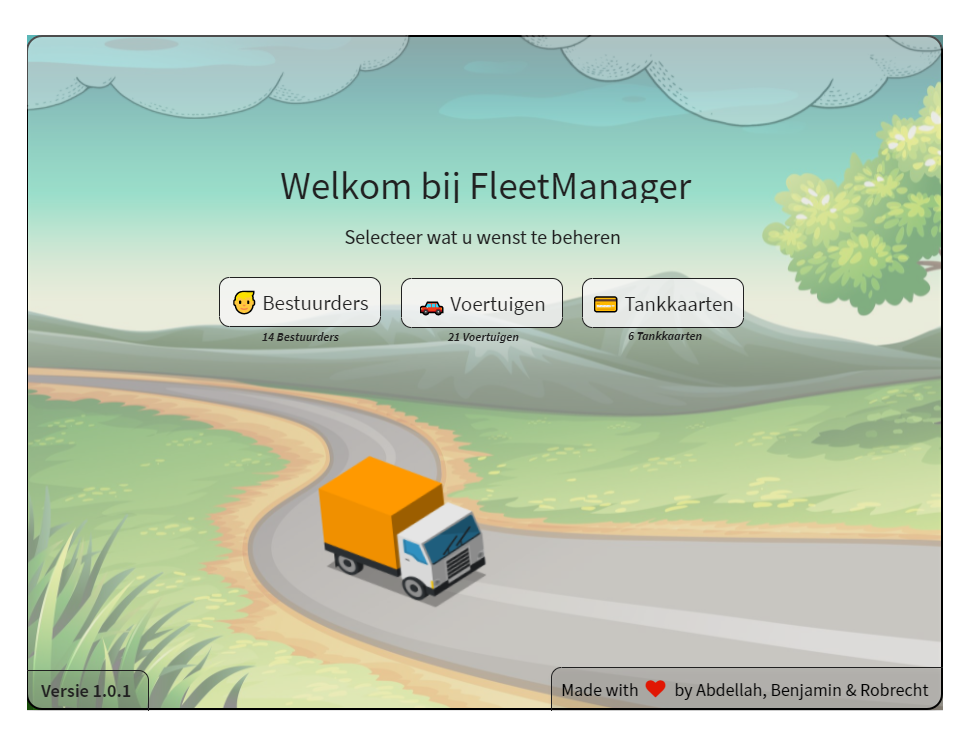 Welkom bij FleetManager
Selecteer wat u wenst te beheren
Bestuurders
Voertuigen
Tankkaarten
14 Bestuurders
21 Voertuigen
6 Tankkaarten
Versie 1.0.1
Made with ❤ by Abdellah, Benjamin & Robrecht